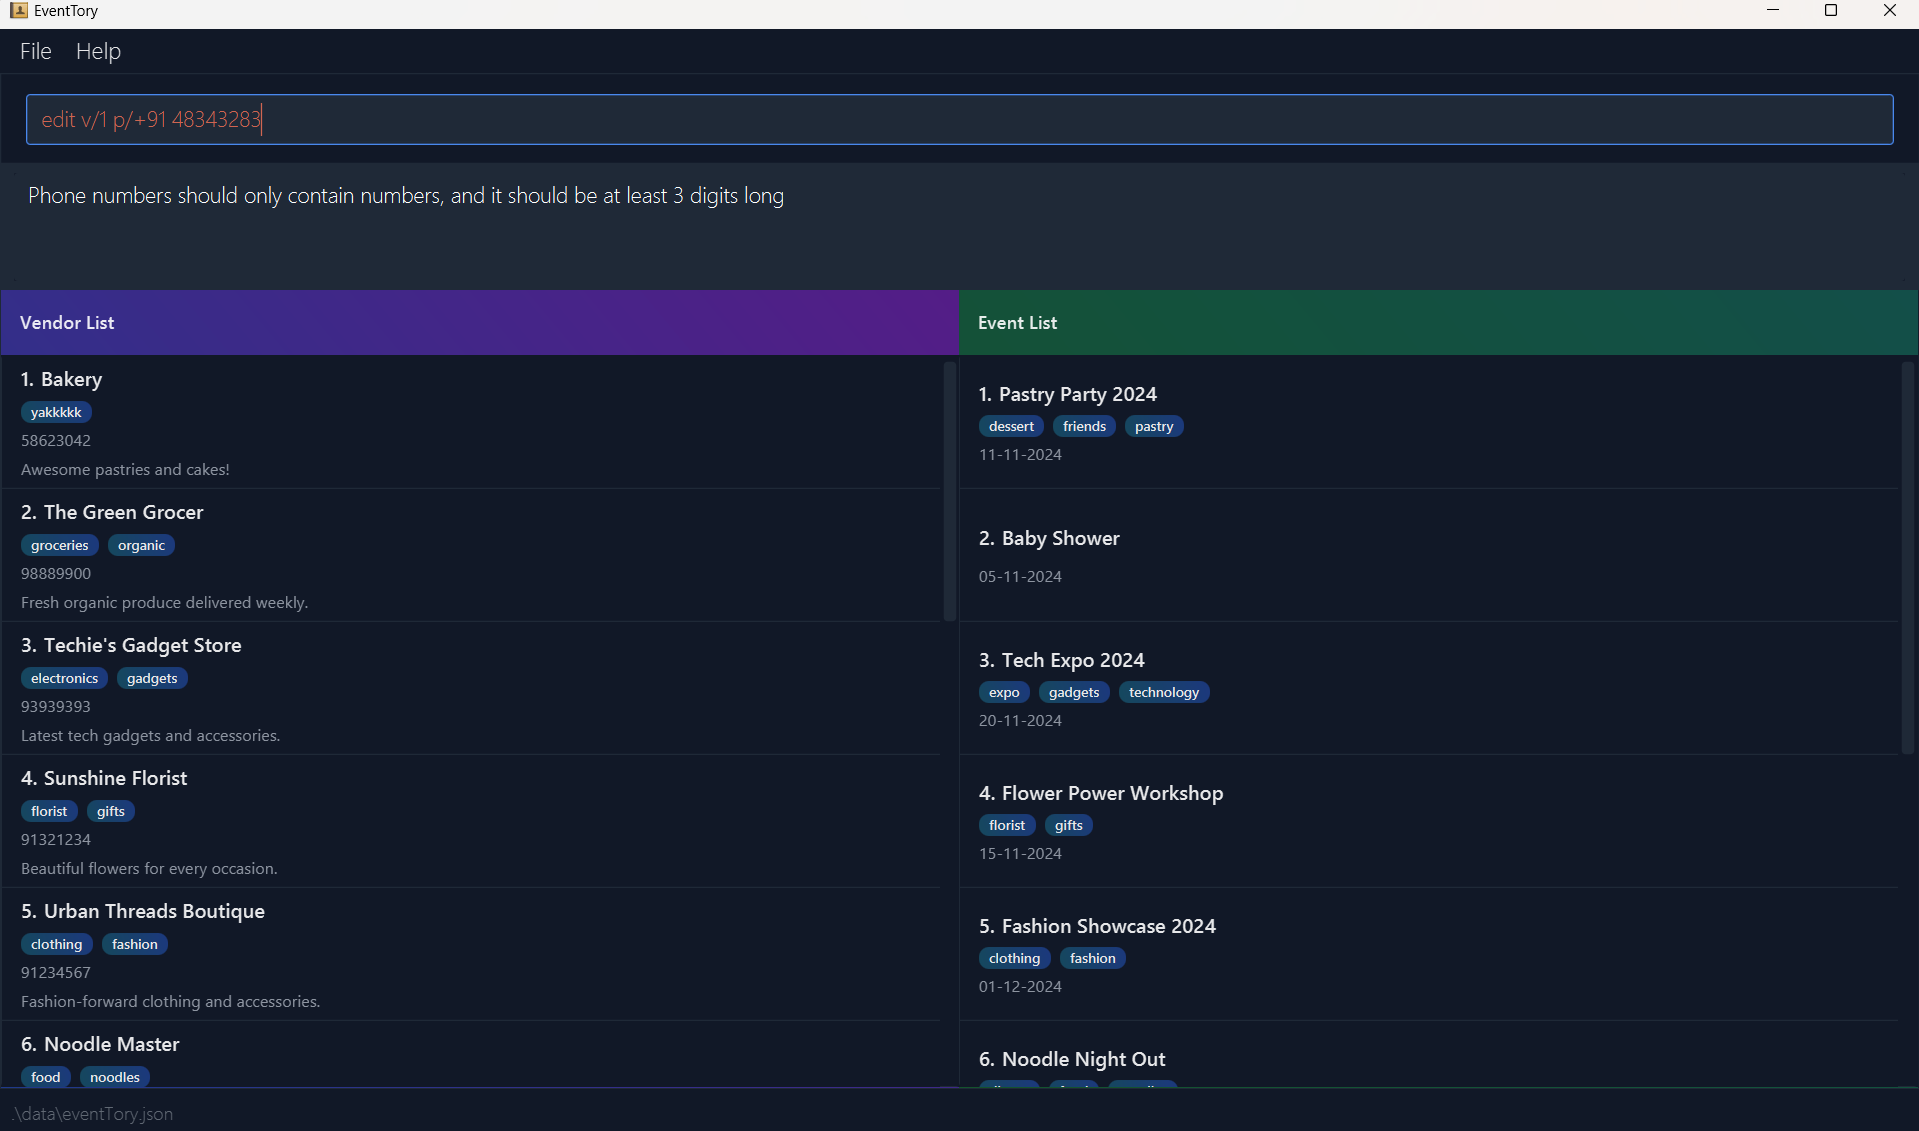 EventTory
File Help
edit v/1 p/+91 48343283
Phone numbers should only contain numbers, and it should be at least 3 digits long
Vendor List
1. Bakery
yakkkkk
58623042
Awesome pastries and cakes!
2. The Green Grocer
groceries organic
98889900
Fresh organic produce delivered weekly.
3. Techie's Gadget Store
electronics gadgets
93939393
Latest tech gadgets and accessories.
4. Sunshine Florist
florist gifts
91321234
Beautiful flowers for every occasion.
5. Urban Threads Boutique
clothing fashion
91234567
Fashion-forward clothing and accessories.
6. Noodle Master
food noodles
Event List
1. Pastry Party 2024
dessert friends pastry
11-11-2024
2. Baby Shower
05-11-2024
3. Tech Expo 2024
expo gadgets technology
20-11-2024
4. Flower Power Workshop
florist gifts
15-11-2024
5. Fashion Showcase 2024
clothing fashion
01-12-2024
6. Noodle Night Out
.\data\eventTory.json